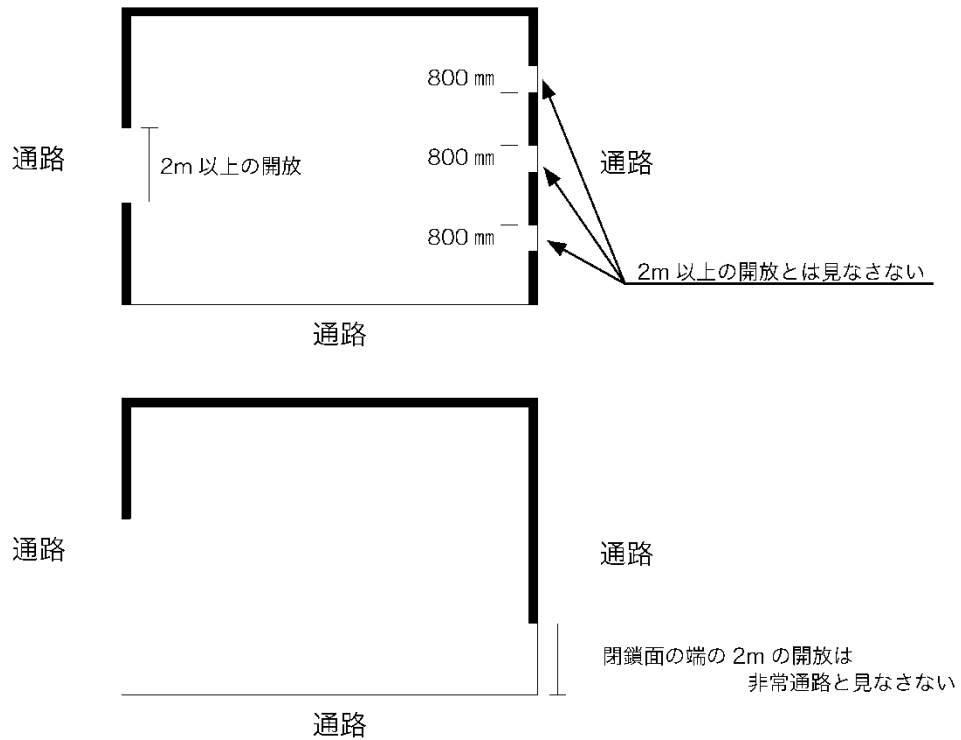 800 ㎜
通路
2m 以上の開放
800 ㎜
通路
800 ㎜
2m 以上の開放とは見なさない
通路
通路
通路
閉鎖面の端の 2m の開放は
非常通路と見なさない
通路